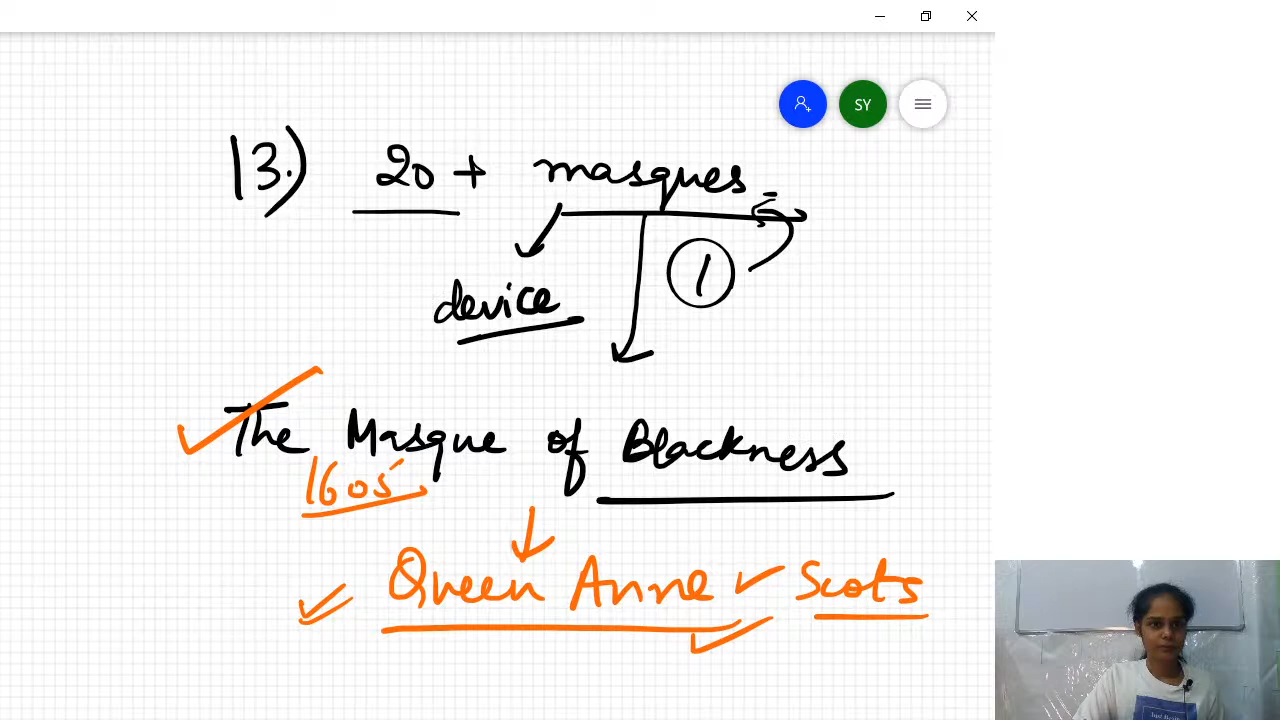 SY
13.) 20 + masques
1
device
The Masque of Blackness
1605
Queen Anne Scots